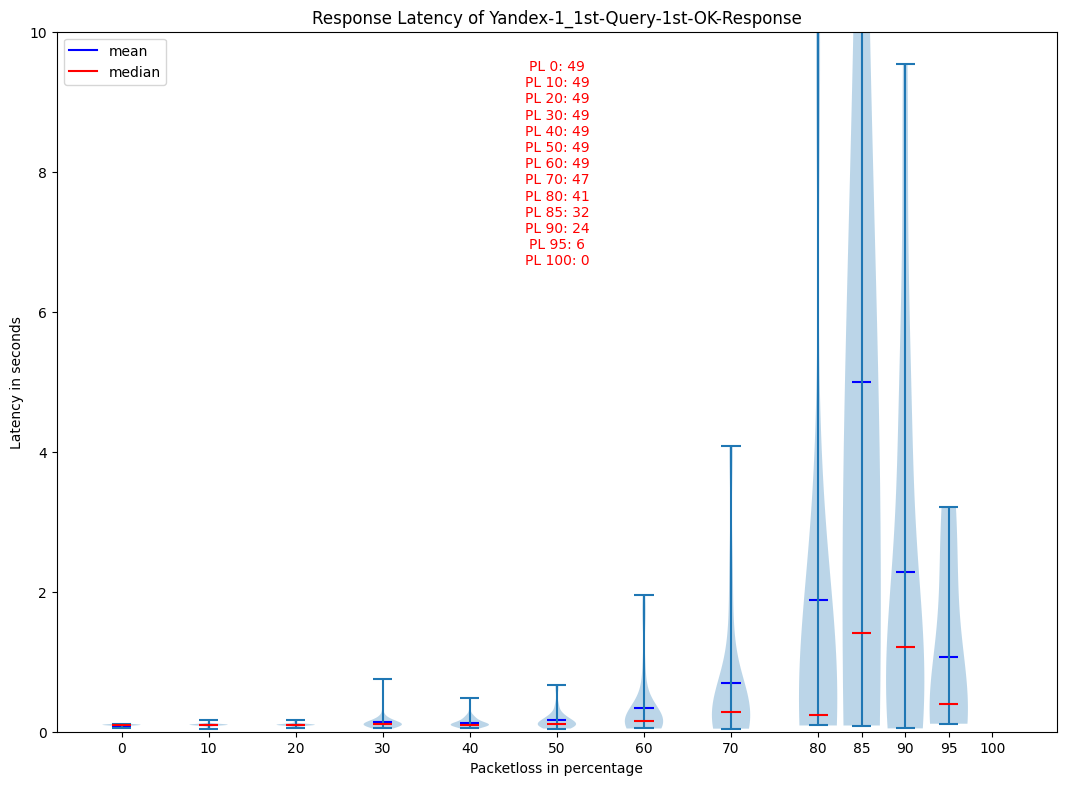 Response Latency of Yandex-1_1st-Query-1st-OK-Response
mean
median
PL 0: 49
PL 10: 49
PL 20: 49
PL 30: 49
PL 40: 49
PL 50: 49
PL 60: 49
PL 70: 47
PL 80: 41
PL 85: 32
PL 90: 24
PL 95: 6
PL 100: 0
Latency in seconds
10
8
6
4
2
0
0 10 20 30 40 50 60 70 80 85 90 95 100
Packetloss in percentage